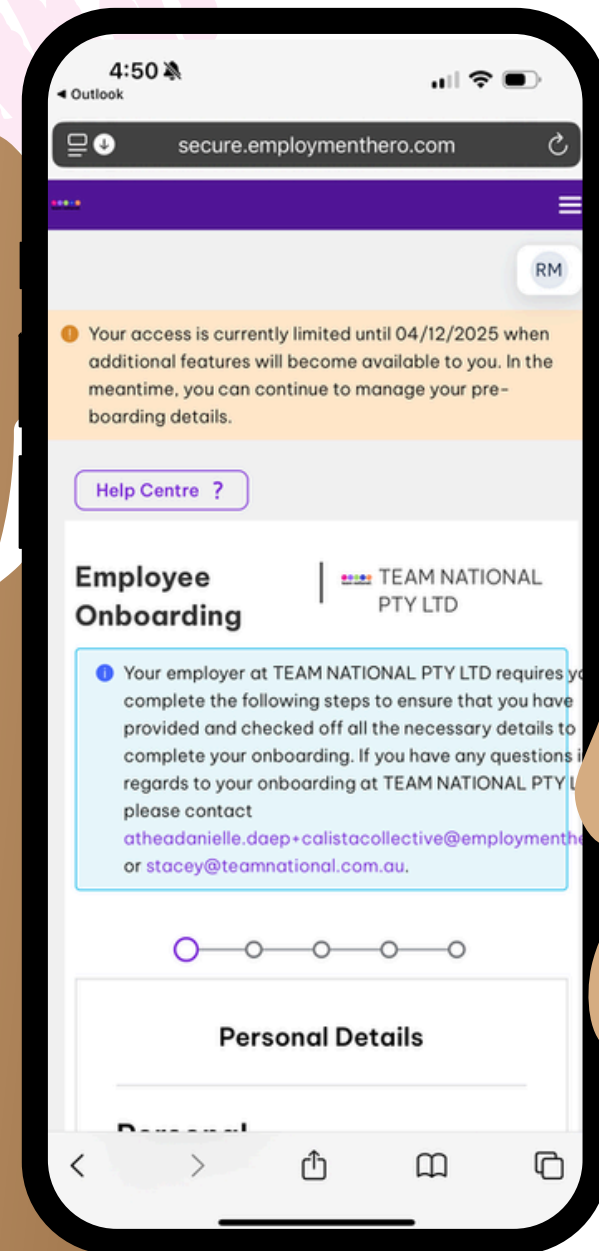 4:50
◄ Outlook
secure.employmenthero.com
RM
Your access is currently limited until 04/12/2025 when
additional features will become available to you. In the
meantime, you can continue to manage your pre-
boarding details.
Help Centre ?
Employee
Onboarding
TEAM NATIONAL
PTY LTD
Your employer at TEAM NATIONAL PTY LTD requires
complete the following steps to ensure that you have
provided and checked off all the necessary details to
complete your onboarding. If you have any questions
regards to your onboarding at TEAM NATIONAL PTY
please contact
atheadanielle.daep+calistacollective@employmenthe
or stacey@teamnational.com.au.
Personal Details